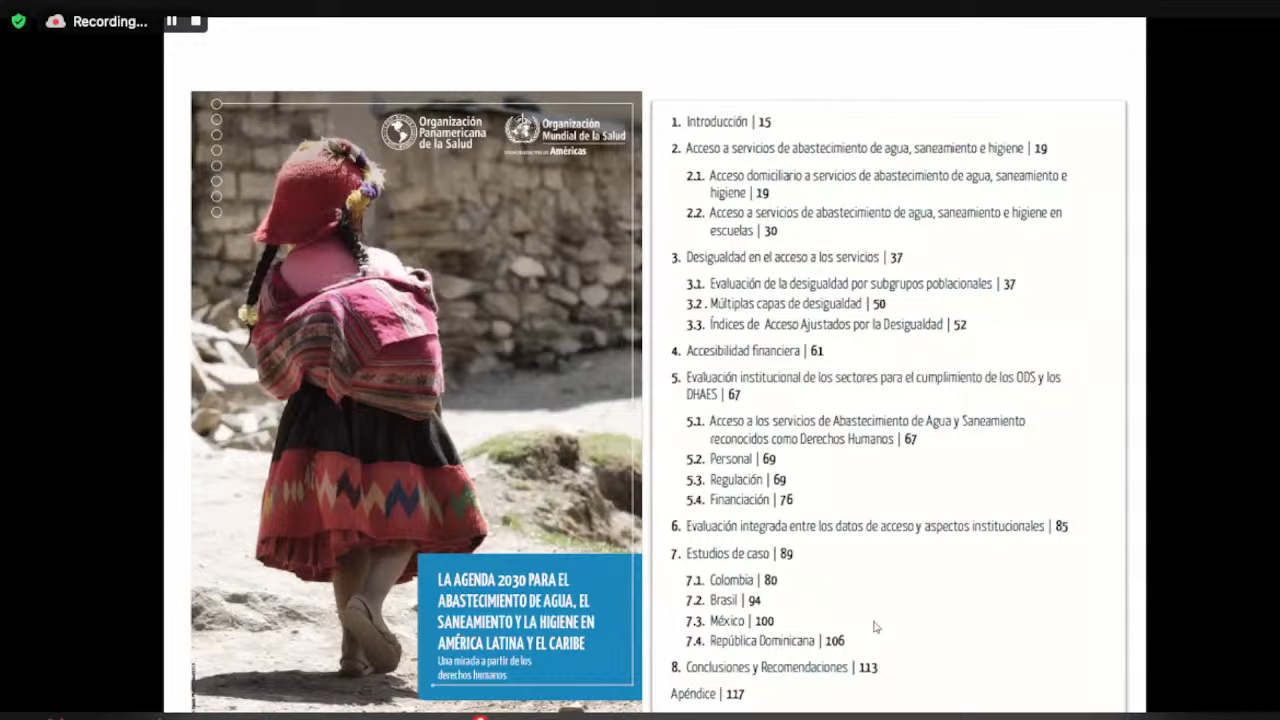 Recording...
Organización
Panamericana
de la Salud
Organización
Mundial de la Salud
Américas
LA AGENDA 2030 PARA EL
ABASTECIMIENTO DE AGUA, EL
SANEAMIENTO Y LA HIGIENE EN
AMÉRICA LATINA Y EL CARIBE
Una mirada a partir de los
derechos humanos
1. Introducción | 15
2. Acceso a servicios de abastecimiento de agua, saneamiento e higiene | 19
2.1. Acceso domiciliario a servicios de abastecimiento de agua, saneamiento e
higiene | 19
2.2. Acceso a servicios de abastecimiento de agua, saneamiento e higiene en
escuelas | 30
3. Desigualdad en el acceso a los servicios | 37
3.1. Evaluación de la desigualdad por subgrupos poblacionales | 37
3.2 . Múltiplas capas de desigualdad | 50
3.3. Índices de Acceso Ajustados por la Desigualdad | 52
4. Accesibilidad financiera | 61
5. Evaluación institucional de los sectores para el cumplimiento de los ODS y los
DHAES | 67
5.1. Acceso a los servicios de Abastecimiento de Agua y Saneamiento
reconocidos como Derechos Humanos | 67
5.2. Personal | 69
5.3. Regulación | 69
5.4. Financiación | 76
6. Evaluación integrada entre los datos de acceso y aspectos institucionales | 85
7. Estudios de caso | 89
7.1. Colombia | 80
7.2. Brasil | 94
7.3. México | 100
7.4. República Dominicana | 106
8. Conclusiones y Recomendaciones | 113
Apéndice | 117